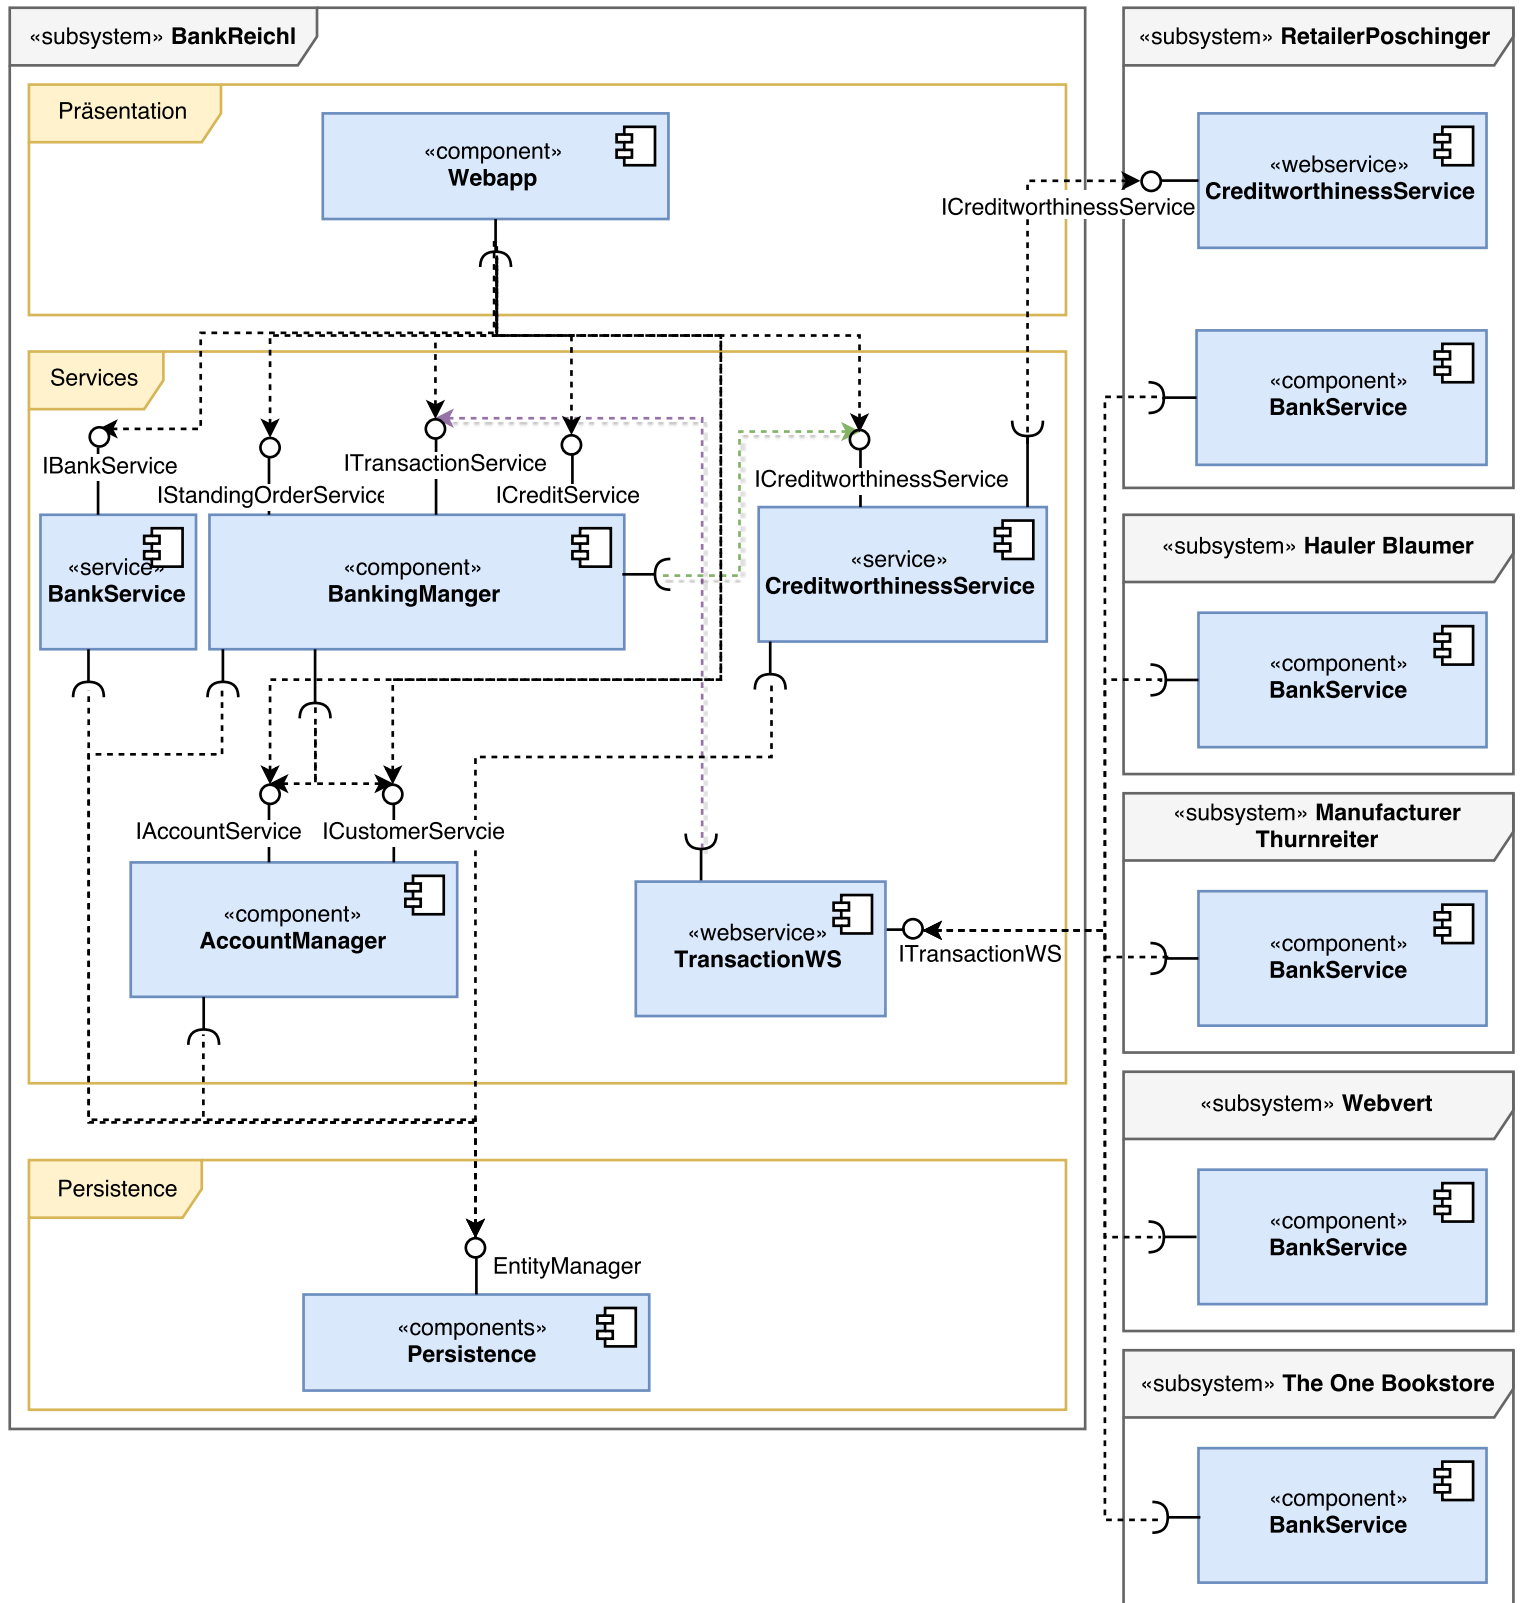 «subsystem» BankReichl
Präsentation
«component»
Webapp
Services
IBankService
IStandingOrderService
ITransactionService
ICreditService
ICreditworthinessService
«service»
BankService
«component»
BankingManger
«service»
CreditworthinessService
IAccountService
ICustomerServcie
«component»
AccountManager
«webservice»
TransactionWS
ITransactionWS
Persistence
EntityManager
«components»
Persistence
«subsystem» RetailerPoschinger
ICreditworthinessService
«webservice»
CreditworthinessService
«component»
BankService
«subsystem» Hauler Blaumer
«component»
BankService
«subsystem» Manufacturer
Thurnreiter
«component»
BankService
«subsystem» Webvert
«component»
BankService
«subsystem» The One Bookstore
«component»
BankService